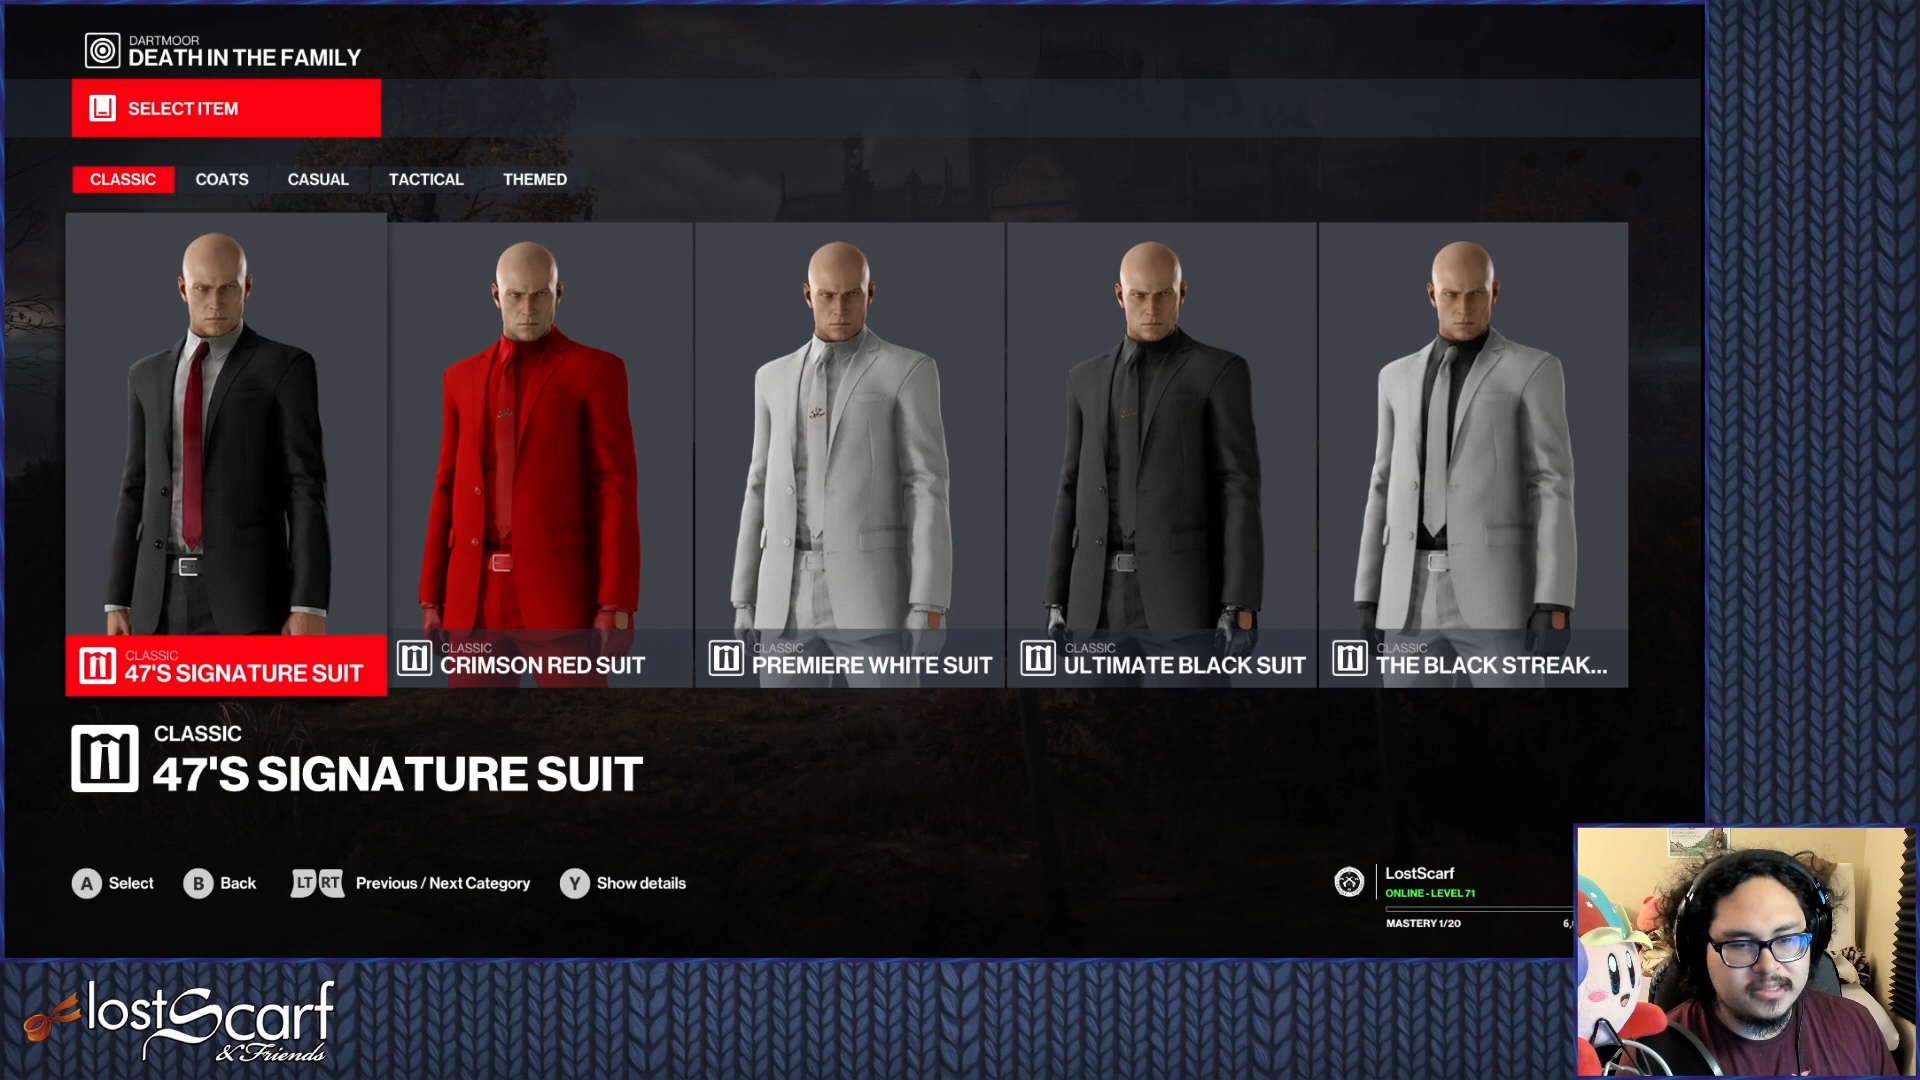 DARTMOOR
DEATH IN THE FAMILY
SELECT ITEM
CLASSIC COATS CASUAL TACTICAL THEMED
CLASSIC
47'S SIGNATURE SUIT
CLASSIC
CRIMSON RED SUIT
CLASSIC
PREMIERE WHITE SUIT
CLASSIC
ULTIMATE BLACK SUIT
CLASSIC
THE BLACK STREAK...
CLASSIC
47'S SIGNATURE SUIT
A Select B Back LT RT Previous / Next Category Y Show details
LostScarf
ONLINE - LEVEL 71
MASTERY 1/20
lostScarf
& Friends